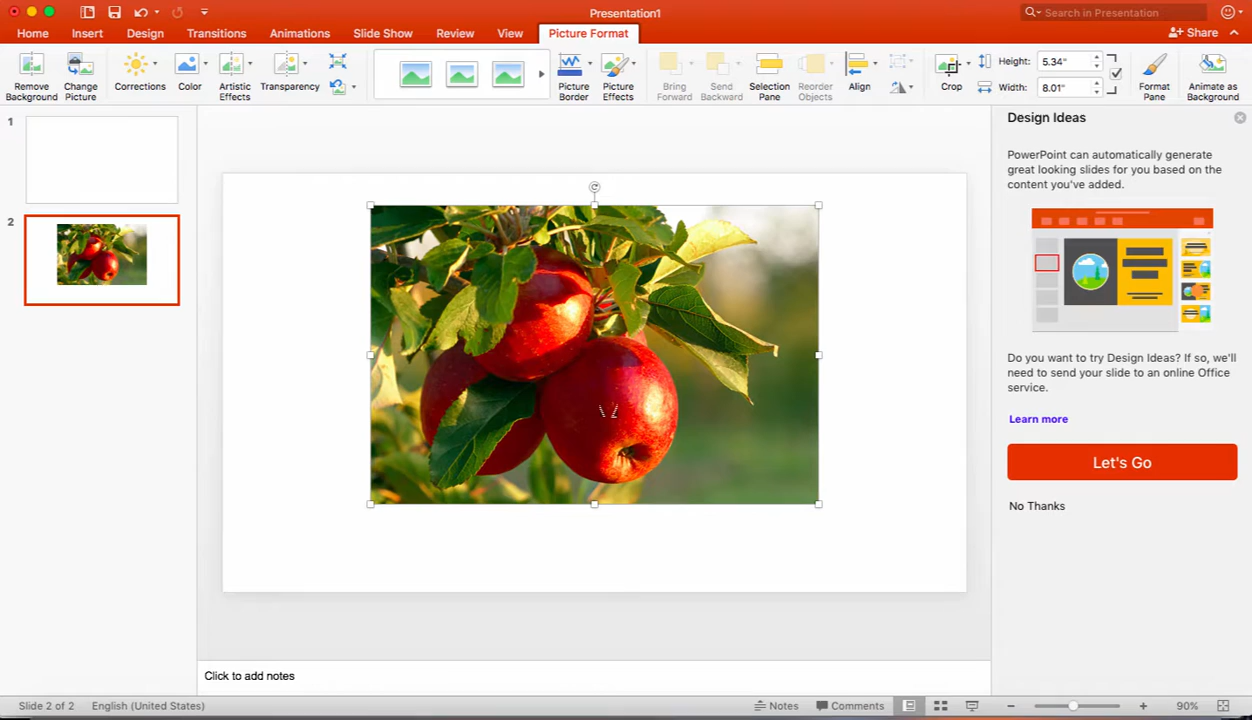 Presentation1
Search in Presentation
Home Insert Design Transitions Animations Slide Show Review View Picture Format
Share
Remove Background
Change Picture
Corrections
Color
Artistic Effects
Transparency
Picture Border
Picture Effects
Bring Forward
Send Backward
Selection Pane
Reorder Objects
Align
Crop
Height: 5.34"
Width: 8.01"
Format Pane
Animate as Background
1
2
Design Ideas
PowerPoint can automatically generate
great looking slides for you based on the
content you've added.
Do you want to try Design Ideas? If so, we'll
need to send your slide to an online Office
service.
Learn more
Let's Go
No Thanks
Click to add notes
Slide 2 of 2 English (United States) Notes Comments 90%